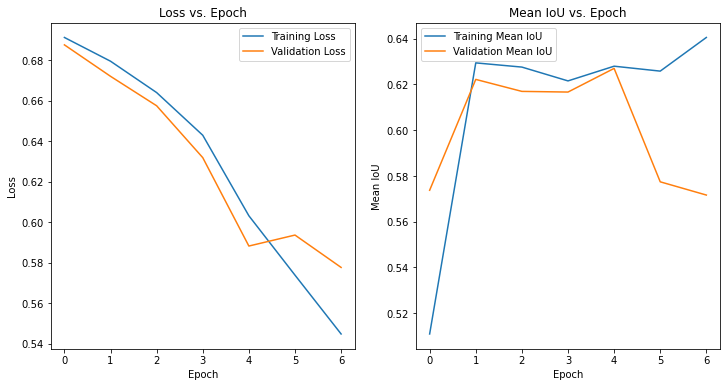 Loss vs. Epoch
Training Loss
Validation Loss
0.68
0.66
0.64
0.62
0.60
0.58
0.56
0.54
Loss
0 1 2 3 4 5 6
Epoch
Mean IoU vs. Epoch
Training Mean IoU
Validation Mean IoU
0.64
0.62
0.60
0.58
0.56
0.54
0.52
Mean IoU
0 1 2 3 4 5 6
Epoch